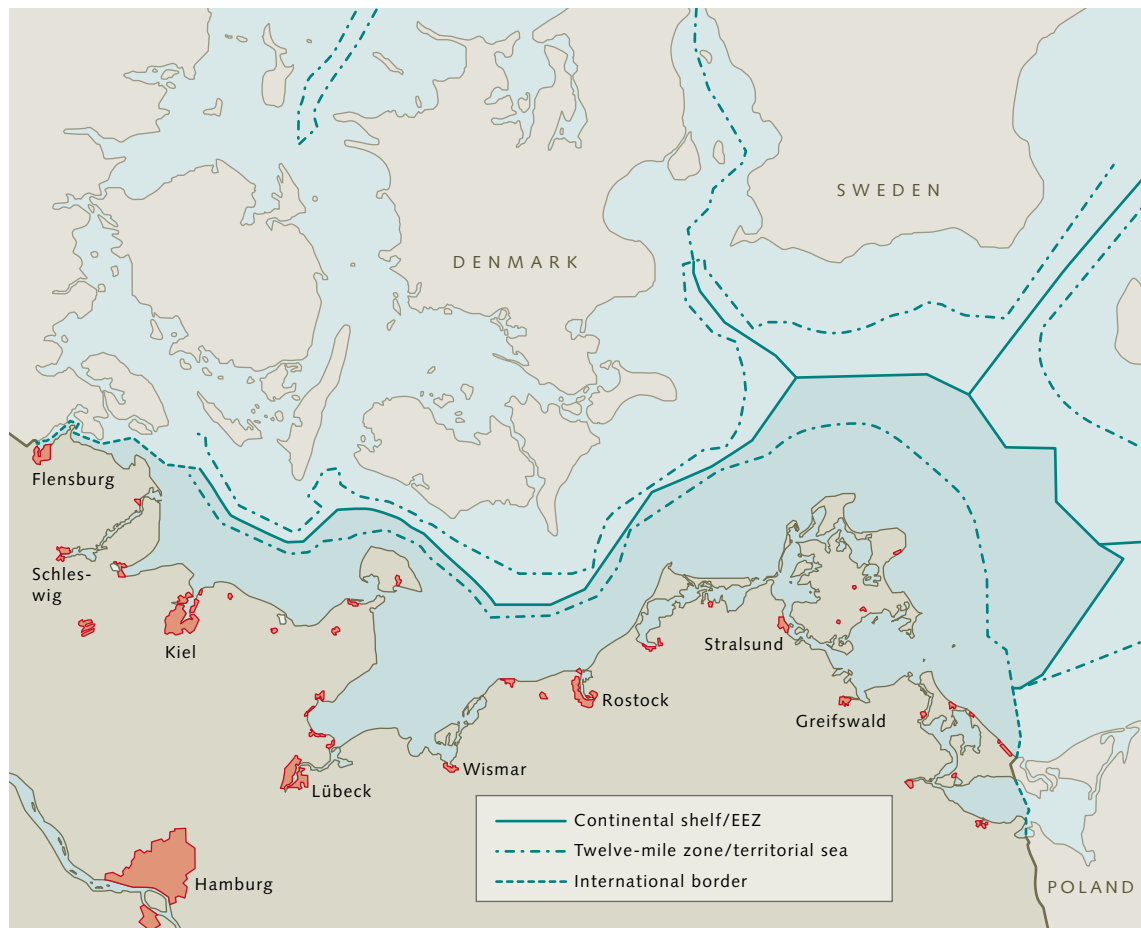 SWEDEN
DENMARK
Flensburg
Schles-
wig
Kiel
Stralsund
Rostock
Greifswald
Wismar
Lübeck
Hamburg
Continental shelf/EEZ
Twelve-mile zone/territorial sea
International border
POLAND